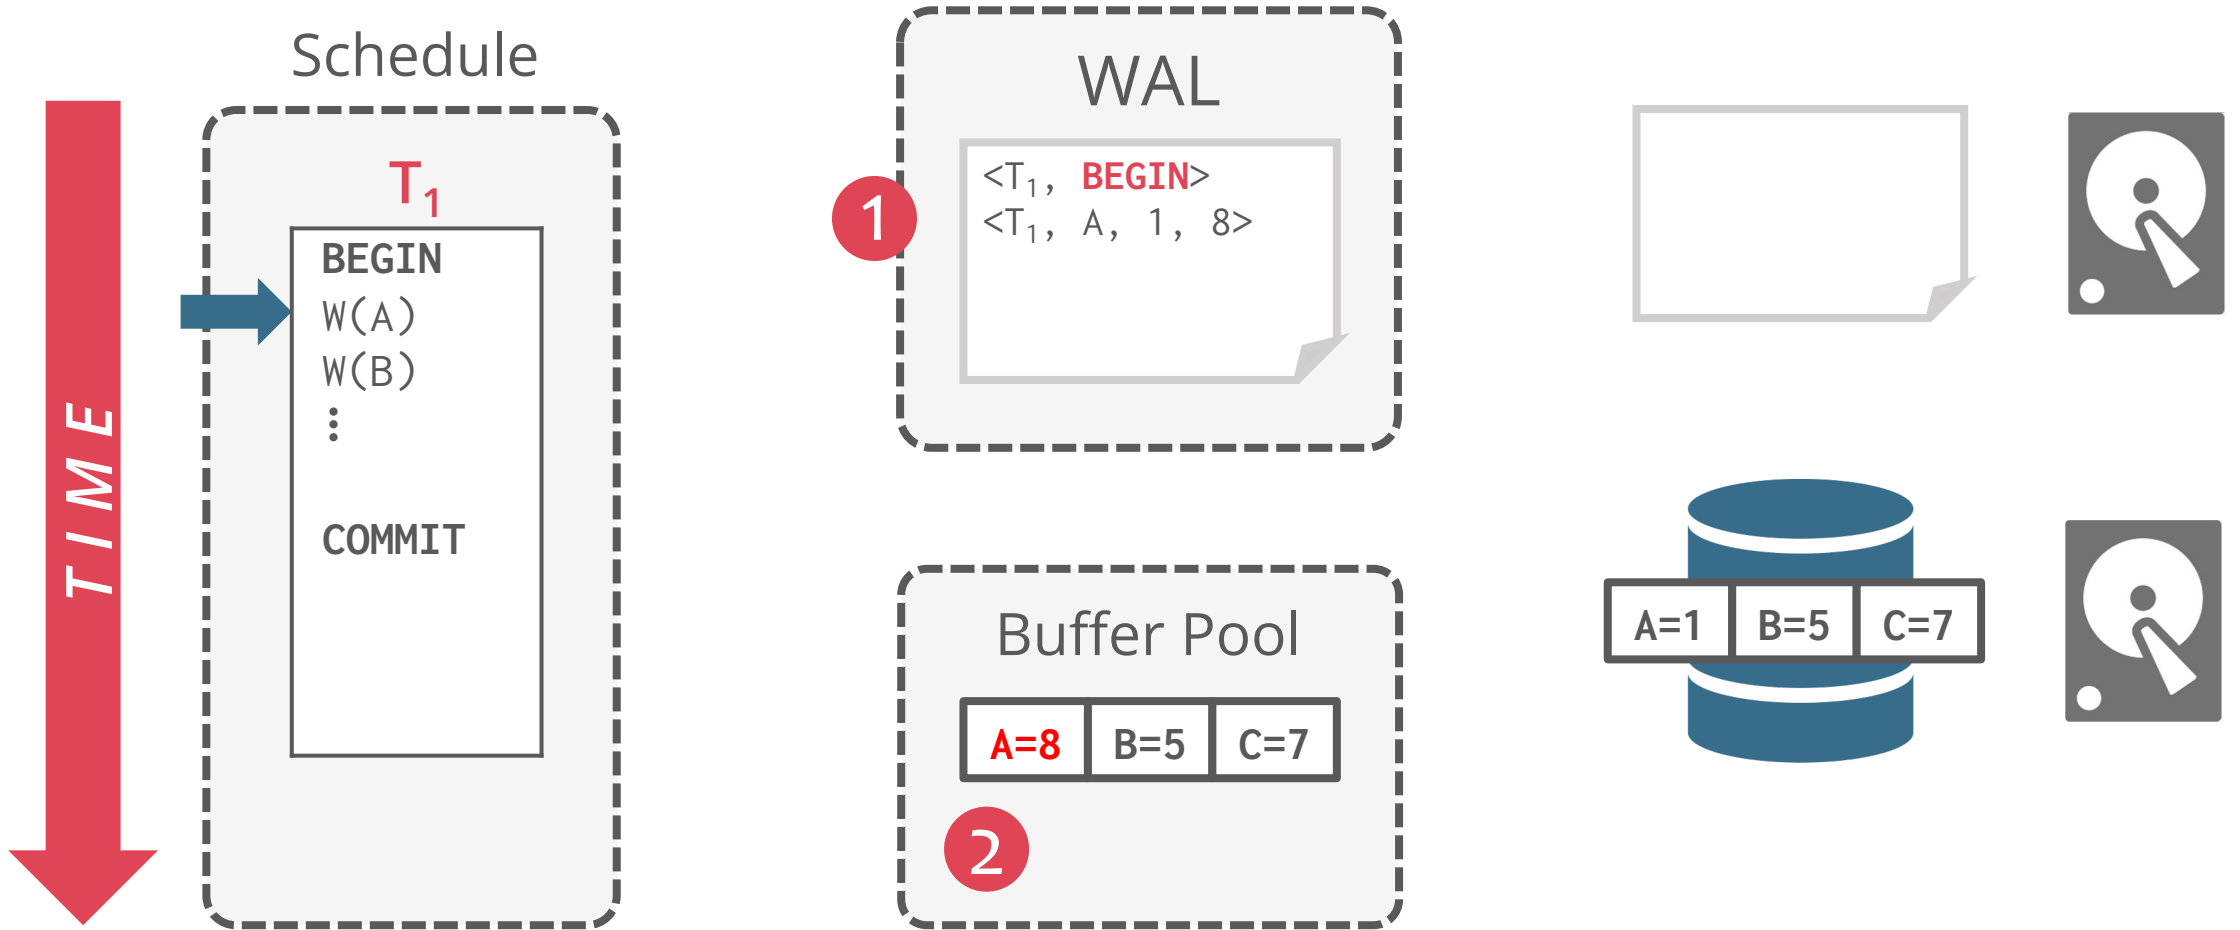 Schedule
TIME
T1
BEGIN
W(A)
W(B)
⋮
COMMIT
WAL
1
<T1, BEGIN>
<T1, A, 1, 8>
Buffer Pool
A=8 B=5 C=7
2
A=1 B=5 C=7